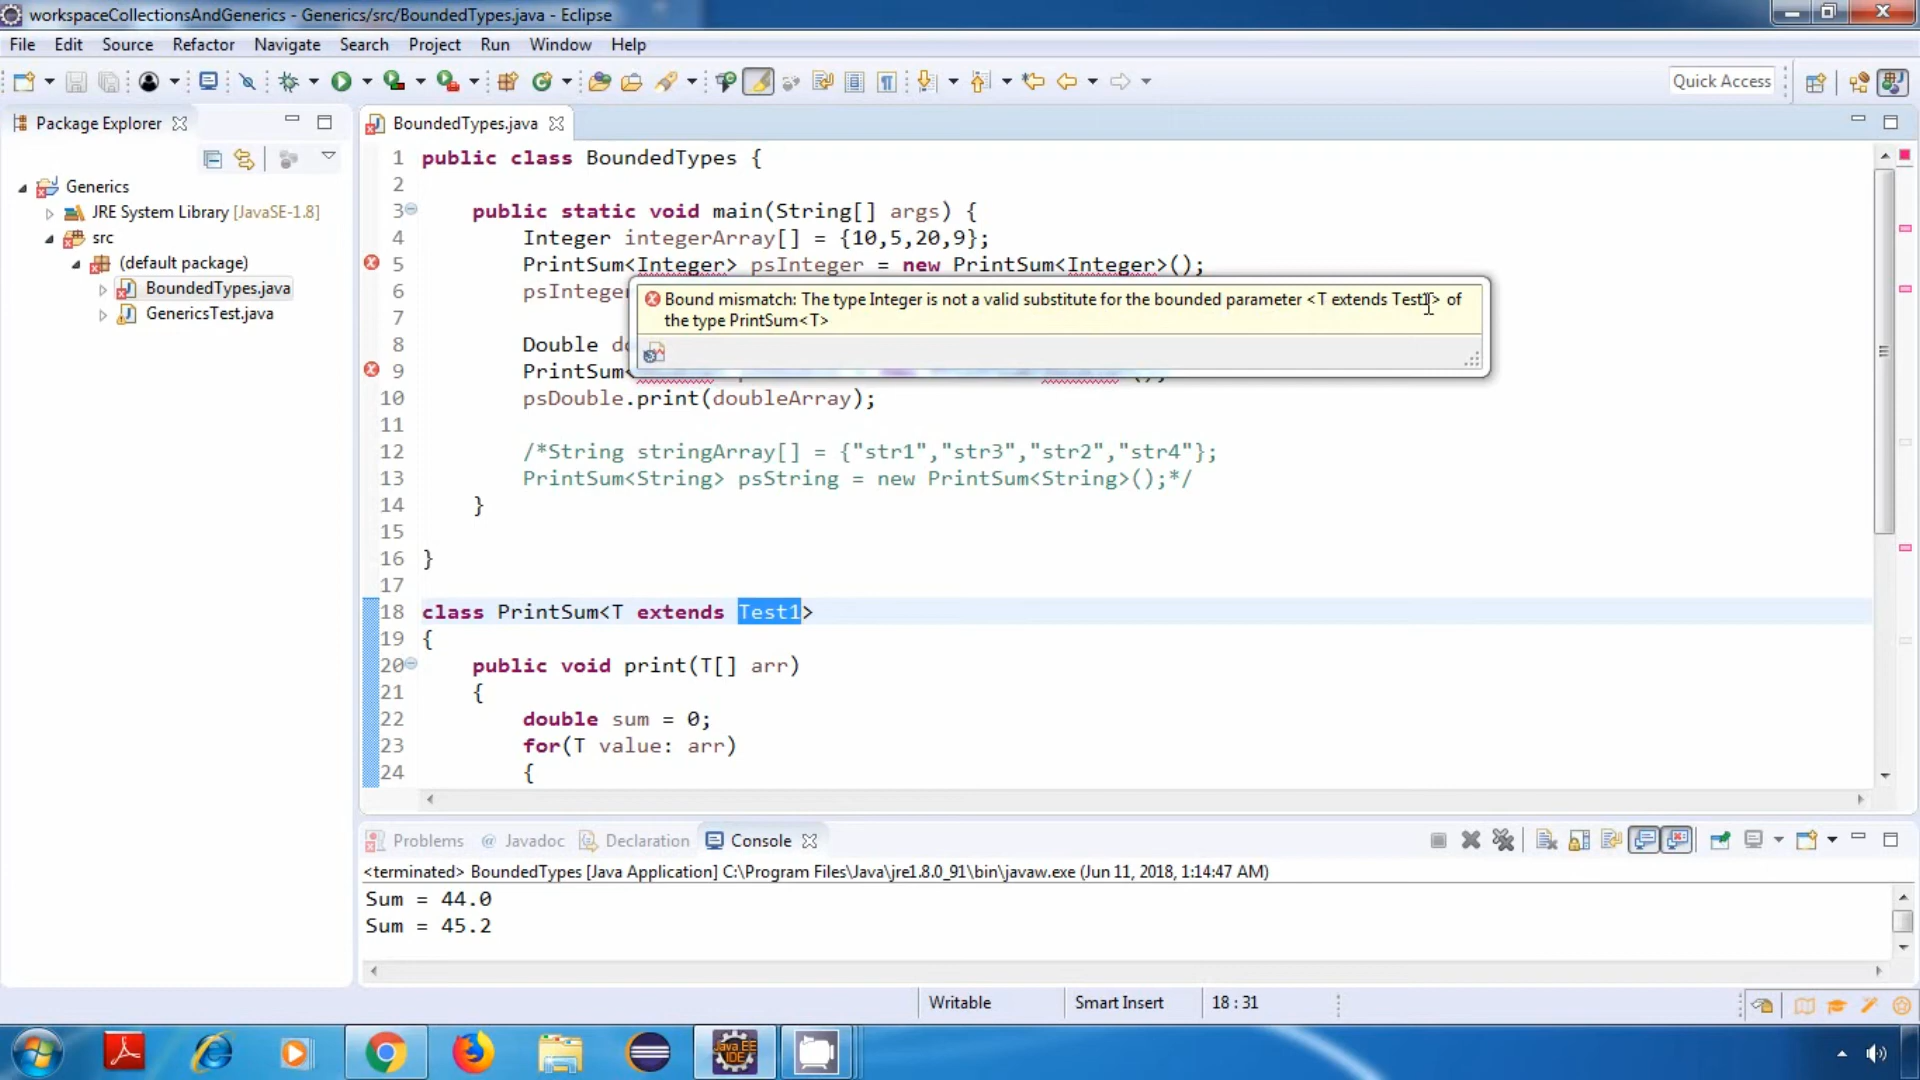 workspaceCollectionsAndGenerics - Generics/src/BoundedTypes.java - Eclipse
File Edit Source Refactor Navigate Search Project Run Window Help
Quick Access
Package Explorer
Generics
JRE System Library [JavaSE-1.8]
src
(default package)
BoundedTypes.java
GenericsTest.java
BoundedTypes.java
1 public class BoundedTypes {
2
3 public static void main(String[] args) {
4 Integer integerArray[] = {10,5,20,9};
5 PrintSum<Integer> psInteger = new PrintSum<Integer>();
6 psInteger
Bound mismatch: The type Integer is not a valid substitute for the bounded parameter <T extends Test1> of
the type PrintSum<T>
7
8 Double
9 PrintSum
10 psDouble.print(doubleArray);
11
12 /*String stringArray[] = {"str1","str3","str2","str4"};
13 PrintSum<String> psString = new PrintSum<String>();*/
14 }
15
16 }
17
18 class PrintSum<T extends Test1>
19 {
20 public void print(T[] arr)
21 {
22 double sum = 0;
23 for(T value: arr)
24 {
Problems @ Javadoc Declaration Console
<terminated> BoundedTypes [Java Application] C:\Program Files\Java\jre1.8.0_91\bin\javaw.exe (Jun 11, 2018, 1:14:47 AM)
Sum = 44.0
Sum = 45.2
Writable Smart Insert 18 : 31
Java EE
IDE